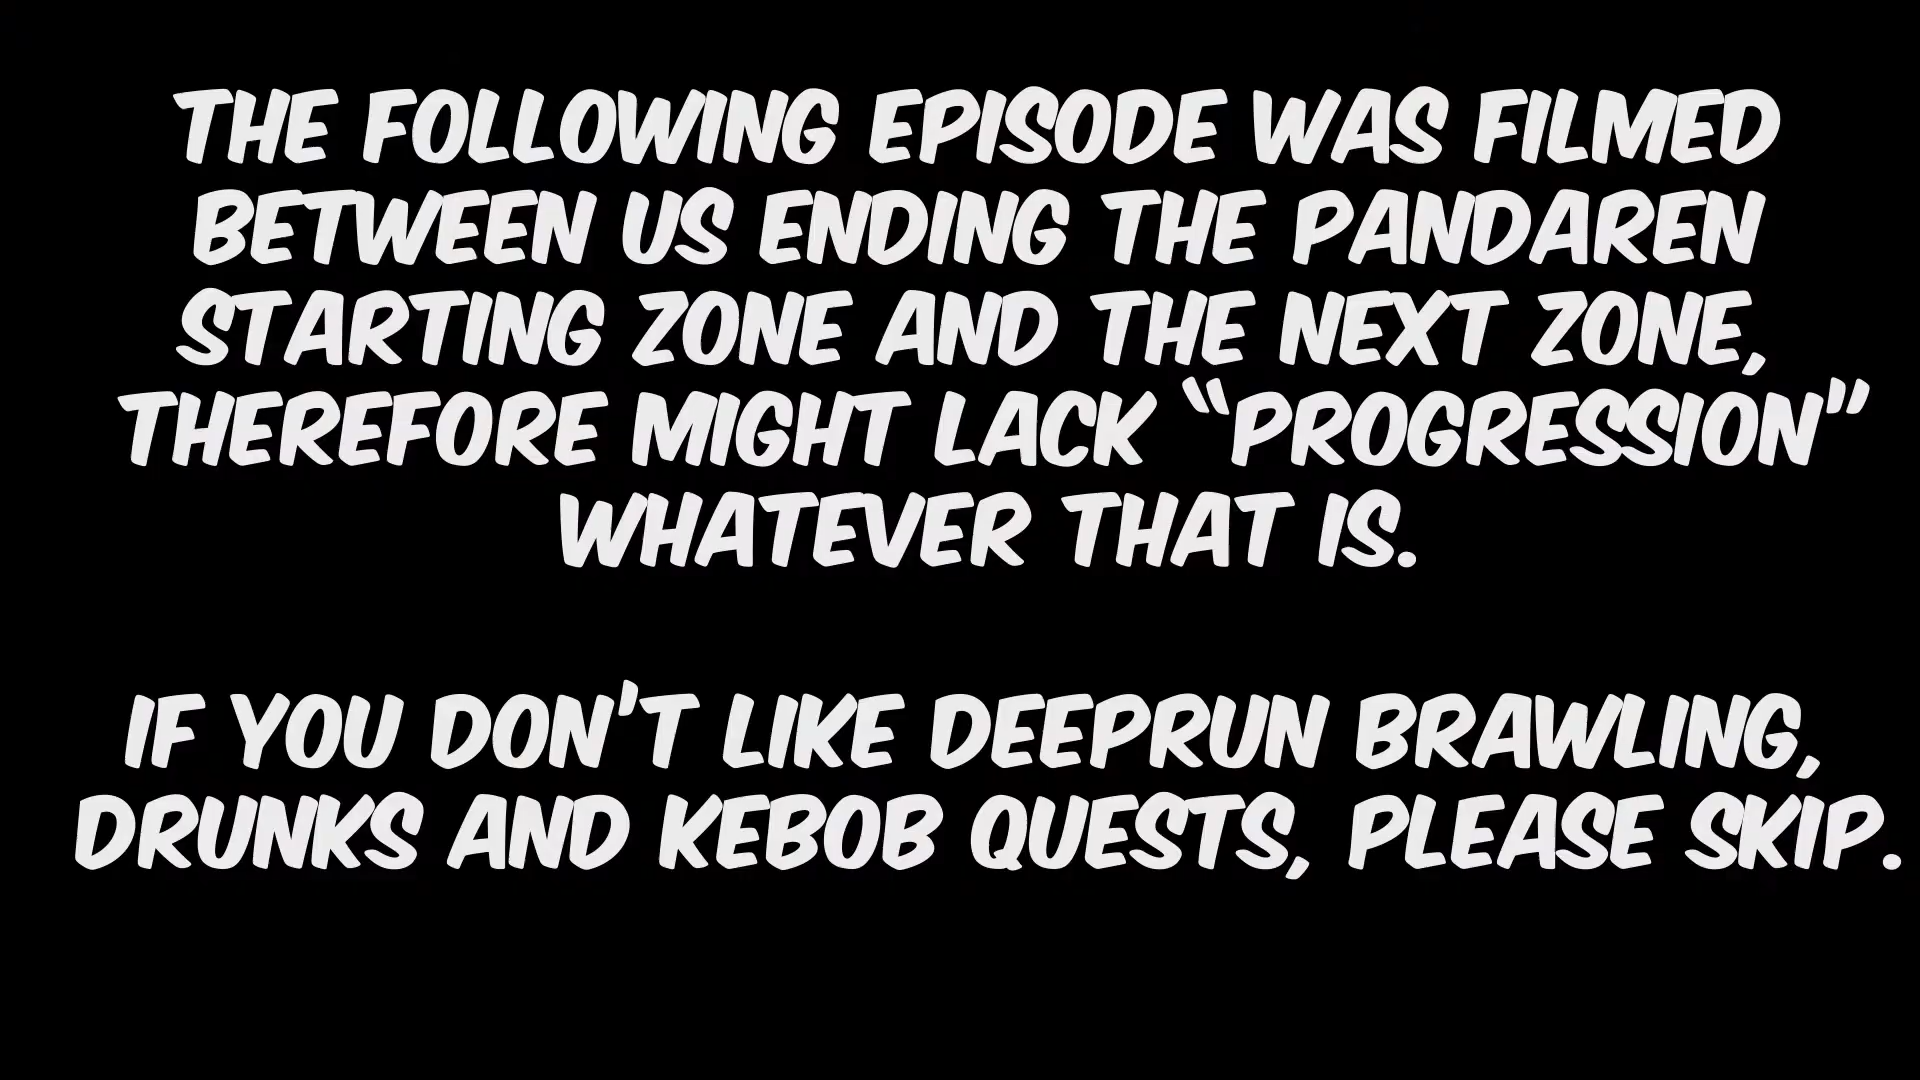 THE FOLLOWING EPISODE WAS FILMED
BETWEEN US ENDING THE PANDAREN
STARTING ZONE AND THE NEXT ZONE,
THEREFORE MIGHT LACK “PROGRESSION”
WHATEVER THAT IS.
IF YOU DON'T LIKE DEEPRUN BRAWLING,
DRUNKS AND KEBOB QUESTS, PLEASE SKIP.